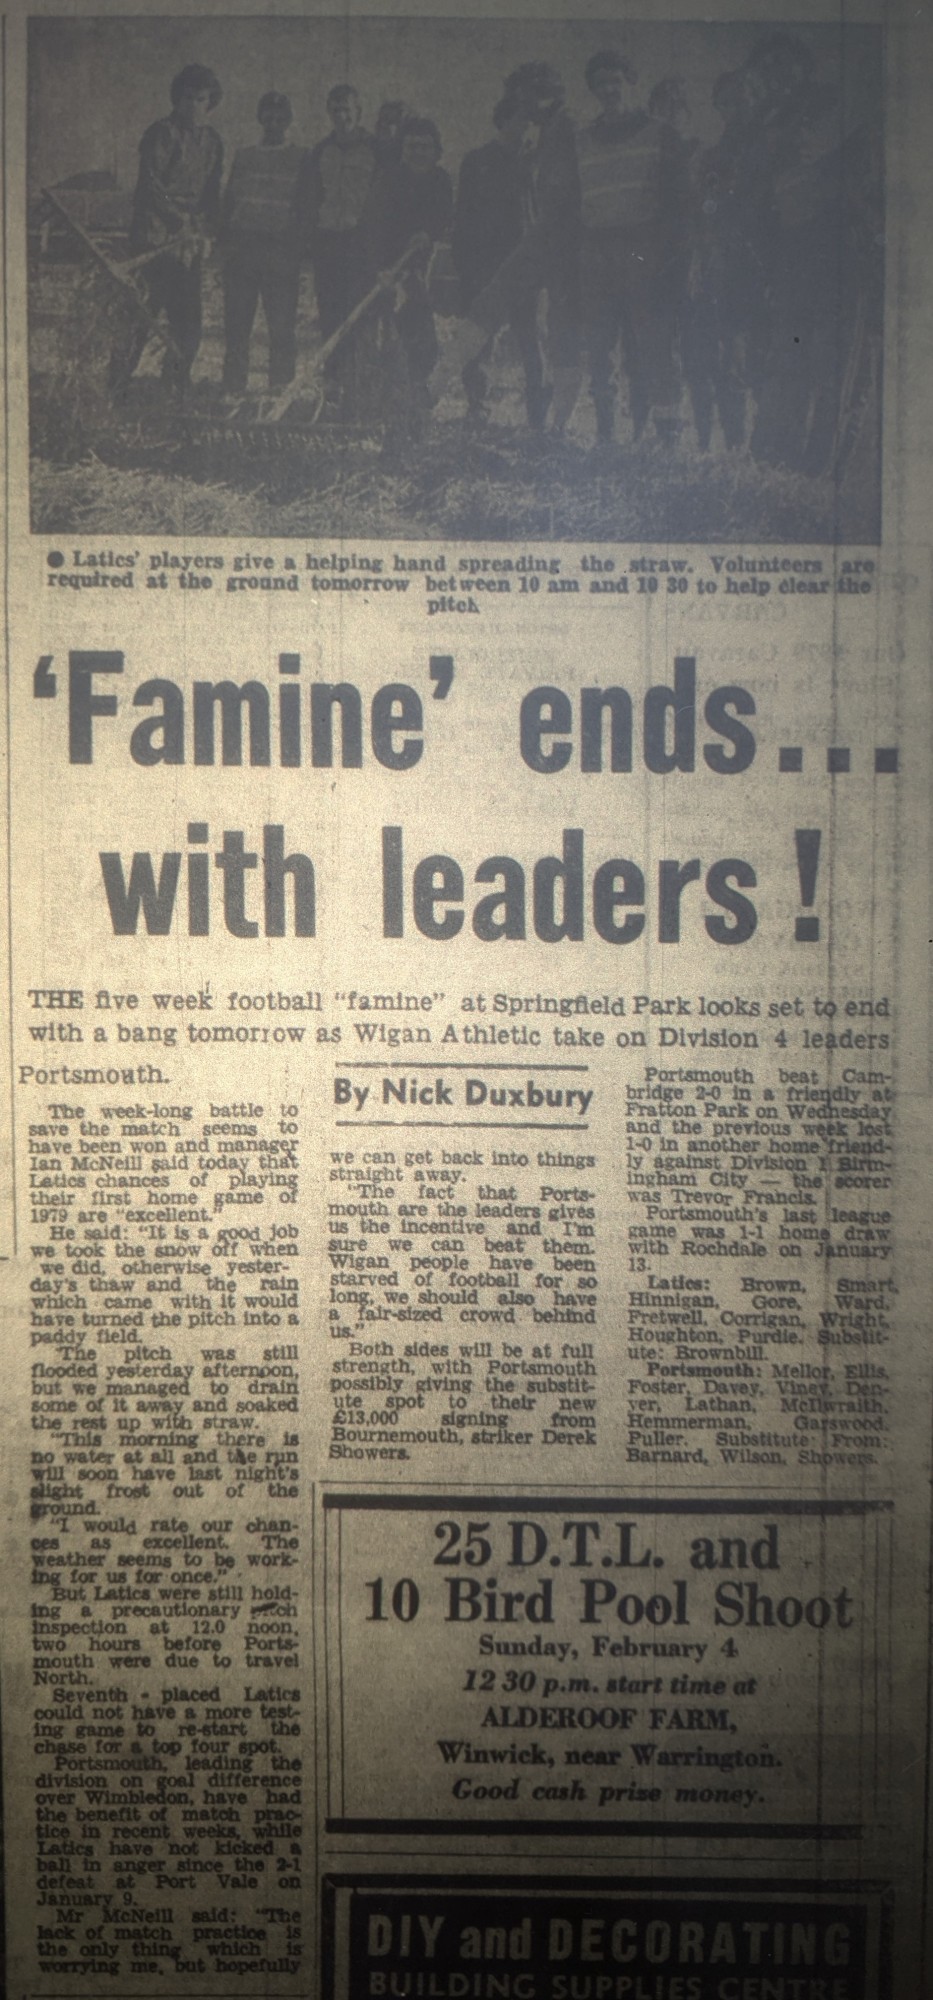 ● Latics' players give a helping hand spreading the straw. Volunteers are
required at the ground tomorrow between 10 am and 10 30 to help clear the
pitch
‘Famine’ ends...
with leaders!
THE five week football "famine" at Springfield Park looks set to end
with a bang tomorrow as Wigan Athletic take on Division 4 leaders
Portsmouth.
The week-long battle to
save the match seems to
have been won and manager
Ian McNeill said today that
Latics chances of playing
their first home game of
1979 are "excellent."
He said: "It is a good job
we took the snow off when
we did, otherwise yester-
day's thaw and the rain
which came with it would
have turned the pitch into a
paddy field.
"The pitch was still
flooded yesterday afternoon,
but we managed to drain
some of it away and soaked
the rest up with straw.
"This morning there is
no water at all and the run
will soon have last night's
slight frost out of the
ground.
"I would rate our chan-
ces as excellent. The
weather seems to be work-
ing for us for once."
But Latics were still hold-
ing a precautionary pitch
inspection at 12.0 noon,
two hours before Ports-
mouth were due to travel
North.
Seventh - placed Latics
could not have a more test-
ing game to re-start the
chase for a top four spot.
Portsmouth, leading the
division on goal difference
over Wimbledon, have had
the benefit of match prac-
tice in recent weeks, while
Latics have not kicked a
ball in anger since the 2-1
defeat at Port Vale on
January 9.
Mr McNeill said: "The
lack of match practice is
the only thing which is
worrying me, but hopefully
By Nick Duxbury
we can get back into things
straight away.
"The fact that Ports-
mouth are the leaders gives
us the incentive and I'm
sure we can beat them.
Wigan people have been
starved of football for so
long, we should also have
a fair-sized crowd behind
us."
Both sides will be at full
strength, with Portsmouth
possibly giving the substit-
ute spot to their new
£13,000 signing from
Bournemouth, striker Derek
Showers.
Portsmouth beat Cam-
bridge 2-0 in a friendly at
Fratton Park on Wednesday
and the previous week lost
1-0 in another home friend-
ly against Division 1 Birm-
ingham City — the scorer
was Trevor Francis.
Portsmouth's last league
game was 1-1 home draw
with Rochdale on January
13.
Latics: Brown, Smart,
Hinnigan, Gore, Ward,
Fretwell, Corrigan, Wright,
Houghton, Purdie. Substit-
ute: Brownbill.
Portsmouth: Mellor, Ellis,
Foster, Davey, Viney, Den-
yer, Lathan, McIlwraith,
Hemmerman, Garswood,
Puller. Substitute From:
Barnard, Wilson, Showers.
25 D.T.L. and
10 Bird Pool Shoot
Sunday, February 4
12 30 p.m. start time at
ALDEROOF FARM,
Winwick, near Warrington.
Good cash prize money.
DIY and DECORATING
BUILDING SUPPLIES CENTRE